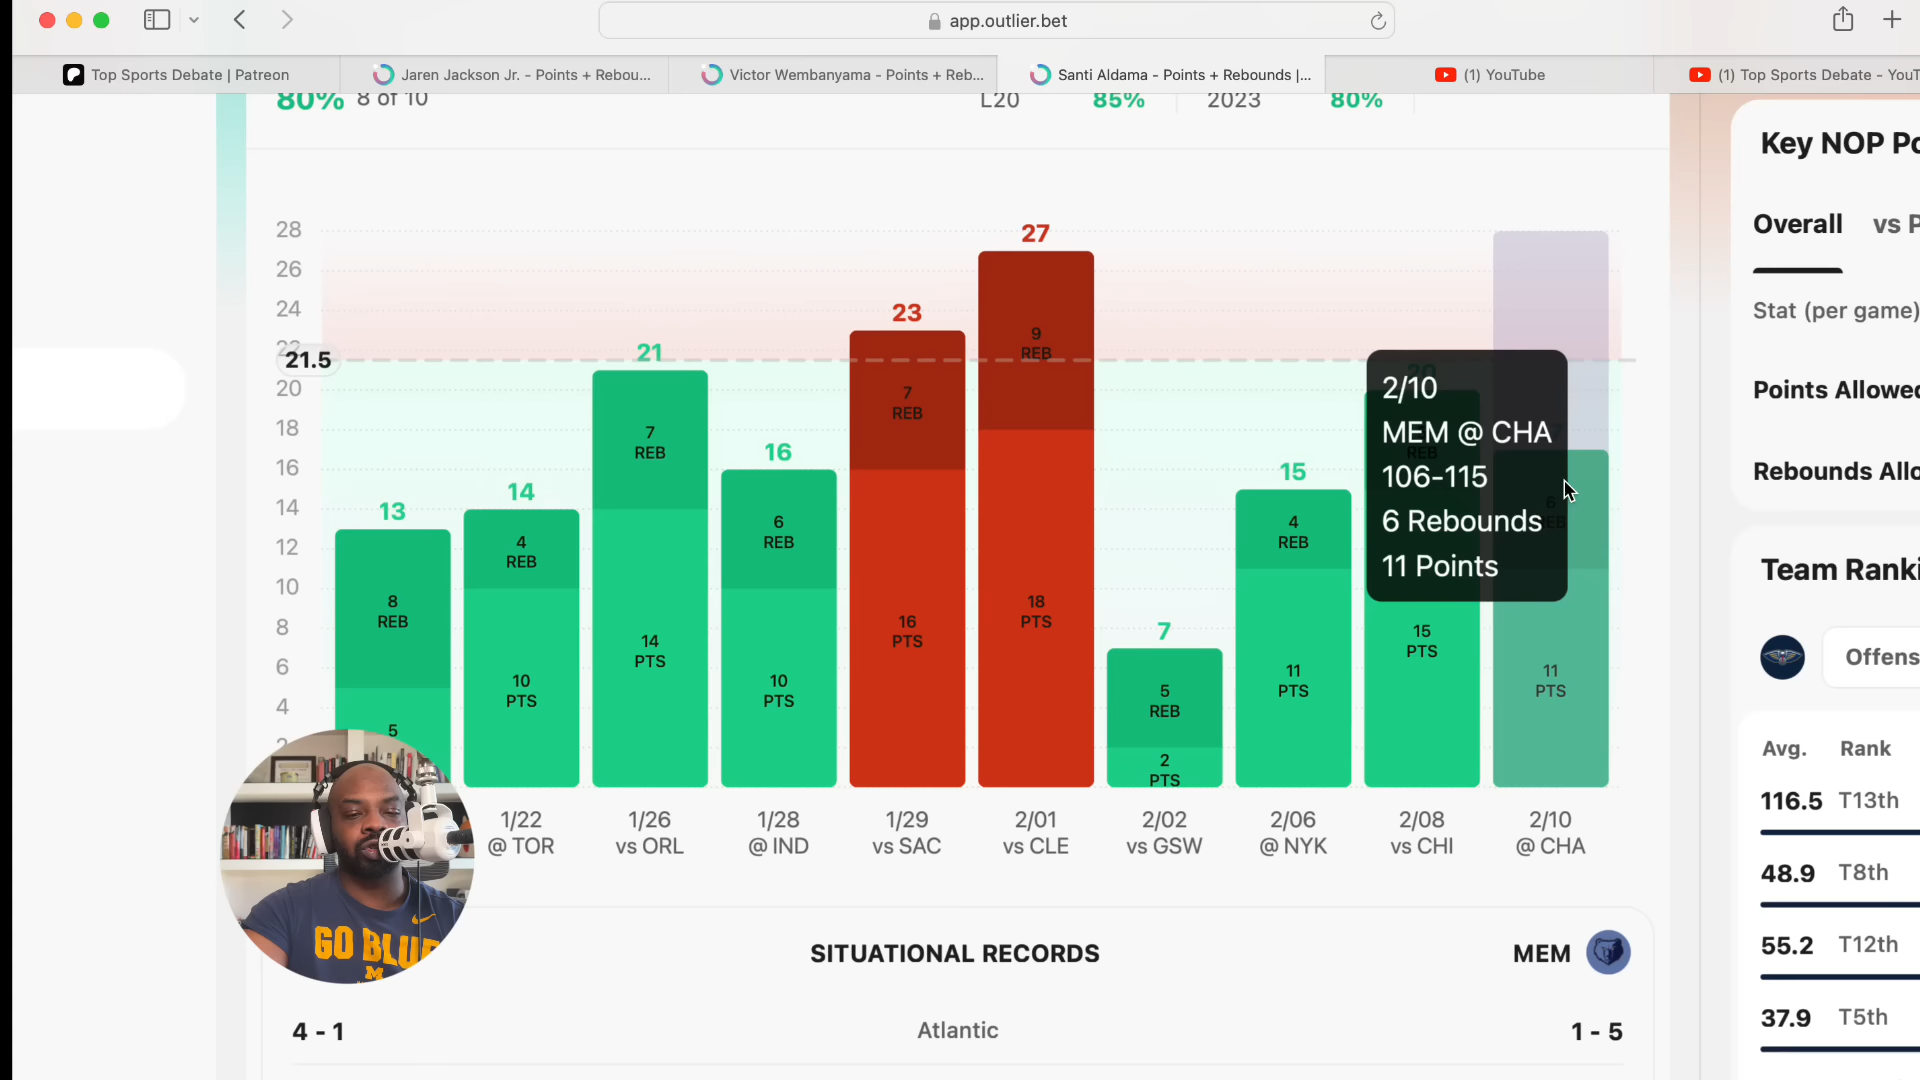 app.outlier.bet
Top Sports Debate | Patreon
Jaren Jackson Jr. - Points + Rebou...
Victor Wembanyama - Points + Reb...
Santi Aldama - Points + Rebounds |...
(1) YouTube
(1) Top Sports Debate - YouT
80% 8 of 10
L20 85% 2023 80%
28
26
24
22
21.5
20
18
16
14
12
10
8
6
4
2
13
8
REB
5
14
4
REB
10
PTS
21
7
REB
14
PTS
16
6
REB
10
PTS
23
7
REB
16
PTS
27
9
REB
18
PTS
7
5
REB
2
PTS
15
4
REB
11
PTS
20
REB
15
PTS
6
REB
11
PTS
2/10
MEM @ CHA
106-115
6 Rebounds
11 Points
1/22
@ TOR
1/26
vs ORL
1/28
@ IND
1/29
vs SAC
2/01
vs CLE
2/02
vs GSW
2/06
@ NYK
2/08
vs CHI
2/10
@ CHA
GO BLUE
M
SITUATIONAL RECORDS
MEM
4 - 1 Atlantic 1 - 5
Key NOP Po
Overall vs P
Stat (per game)
Points Allowed
Rebounds Allo
Team Ranki
Offens
Avg. Rank
116.5 T13th
48.9 T8th
55.2 T12th
37.9 T5th